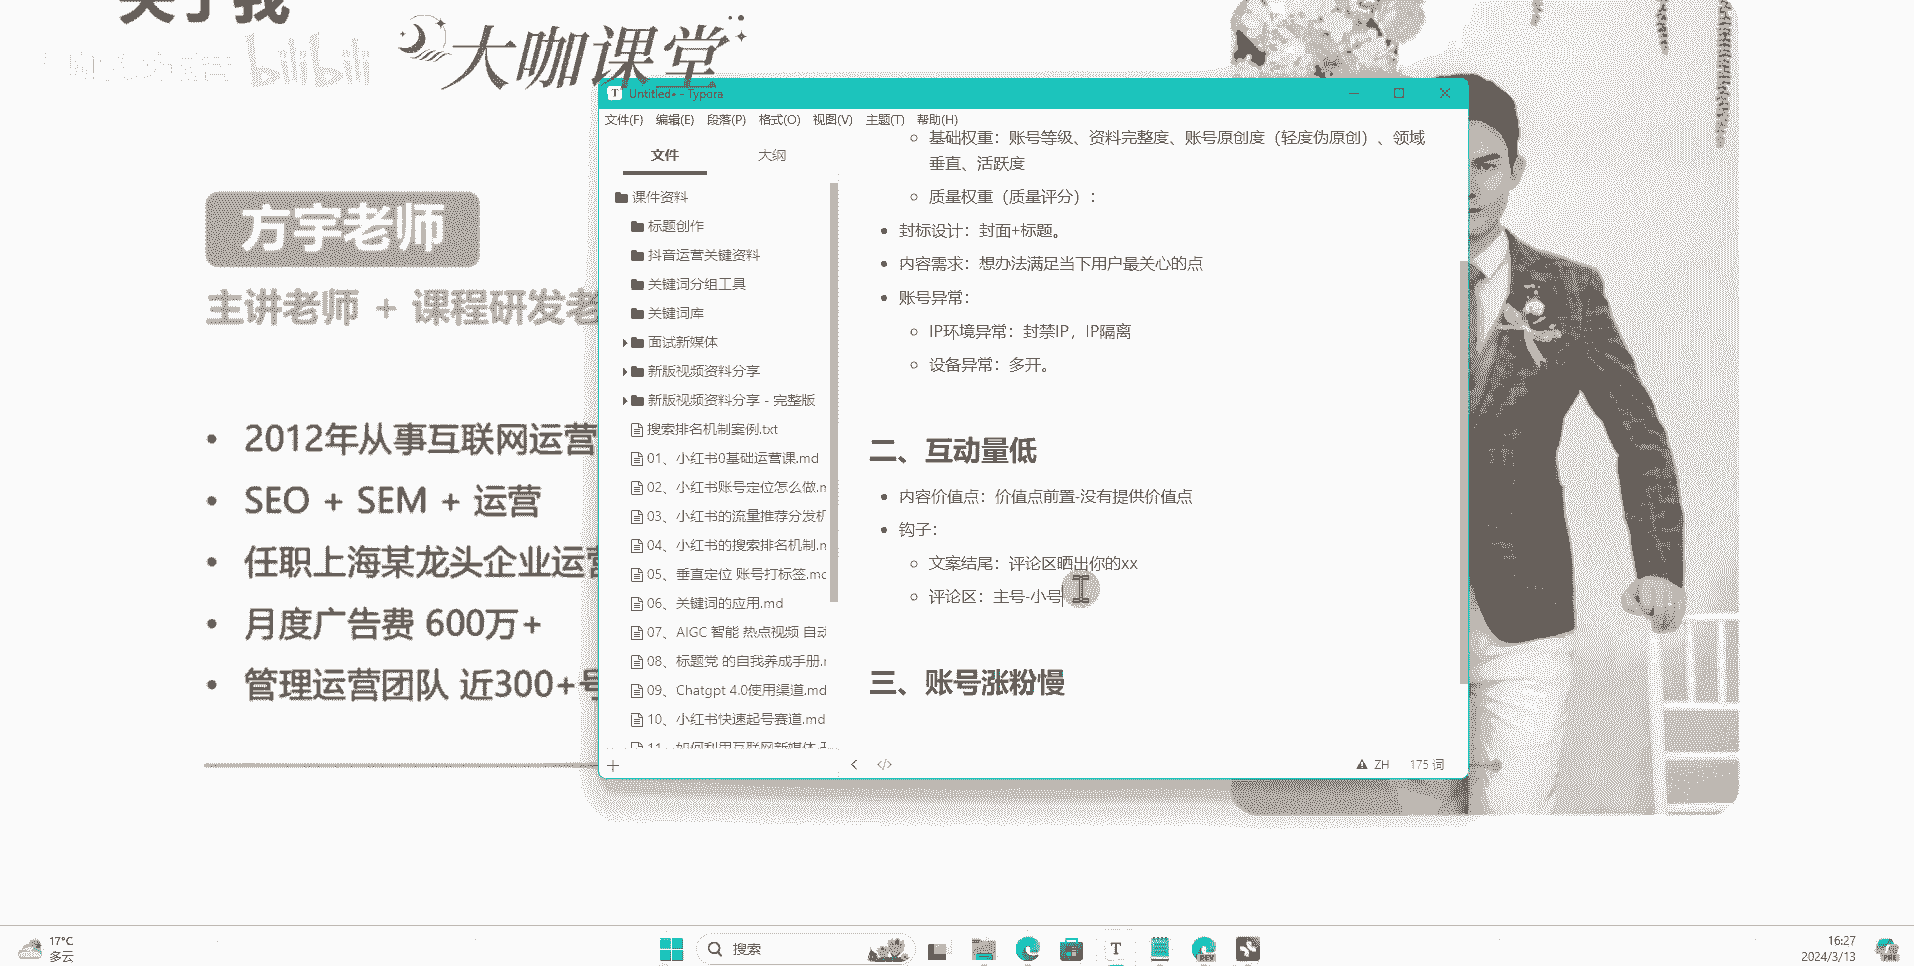 关于我
bilibili
大咖课堂
方宇老师
主讲老师 + 课程研发老
2012年从事互联网运营
SEO + SEM + 运营
任职上海某龙头企业运营
月度广告费 600万+
管理运营团队 近300+号
Untitled• - Typora
文件(F) 编辑(E) 段落(P) 格式(O) 视图(V) 主题(T) 帮助(H)
文件 大纲
课件资料
标题创作
抖音运营关键资料
关键词分组工具
关键词库
面试新媒体
新版视频资料分享
新版视频资料分享 - 完整版
搜索排名机制案例.txt
01、小红书0基础运营课.md
02、小红书账号定位怎么做.m
03、小红书的流量推荐分发机
04、小红书的搜索排名机制.m
05、垂直定位 账号打标签.md
06、关键词的应用.md
07、AIGC 智能 热点视频 自动
08、标题党 的自我养成手册.m
09、Chatgpt 4.0使用渠道.md
10、小红书快速起号赛道.md
11、如何利用互联网新媒体
基础权重：账号等级、资料完整度、账号原创度（轻度伪原创）、领域
垂直、活跃度
质量权重（质量评分）：
封标设计：封面+标题。
内容需求：想办法满足当下用户最关心的点
账号异常：
IP环境异常：封禁IP，IP隔离
设备异常：多开。
二、互动量低
内容价值点：价值点前置-没有提供价值点
钩子：
文案结尾：评论区晒出你的xx
评论区：主号-小号
三、账号涨粉慢
ZH 175 词
17°C
多云
搜索
16:27
2024/3/13